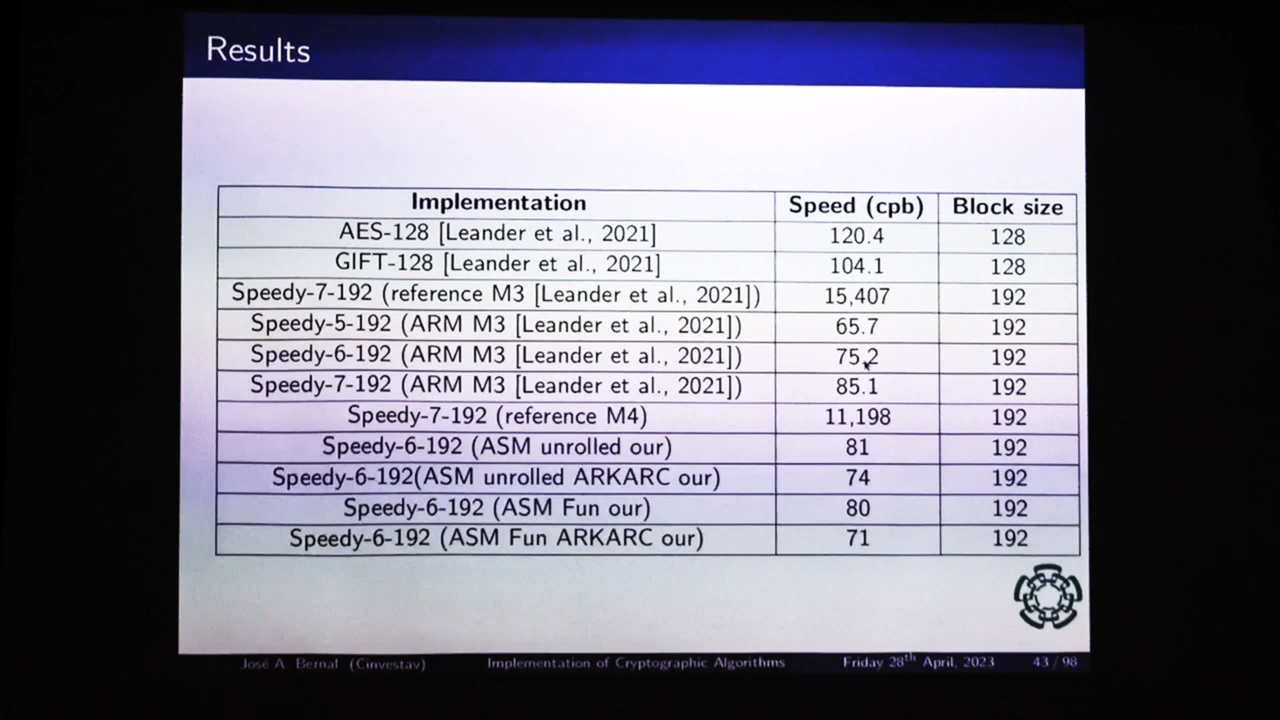 Results
Implementation Speed (cpb) Block size
AES-128 [Leander et al., 2021] 120.4 128
GIFT-128 [Leander et al., 2021] 104.1 128
Speedy-7-192 (reference M3 [Leander et al., 2021]) 15,407 192
Speedy-5-192 (ARM M3 [Leander et al., 2021]) 65.7 192
Speedy-6-192 (ARM M3 [Leander et al., 2021]) 75.2 192
Speedy-7-192 (ARM M3 [Leander et al., 2021]) 85.1 192
Speedy-7-192 (reference M4) 11,198 192
Speedy-6-192 (ASM unrolled our) 81 192
Speedy-6-192(ASM unrolled ARKARC our) 74 192
Speedy-6-192 (ASM Fun our) 80 192
Speedy-6-192 (ASM Fun ARKARC our) 71 192
José A. Bernal (Cinvestav) Implementation of Cryptographic Algorithms Friday 28th April, 2023 43 / 98